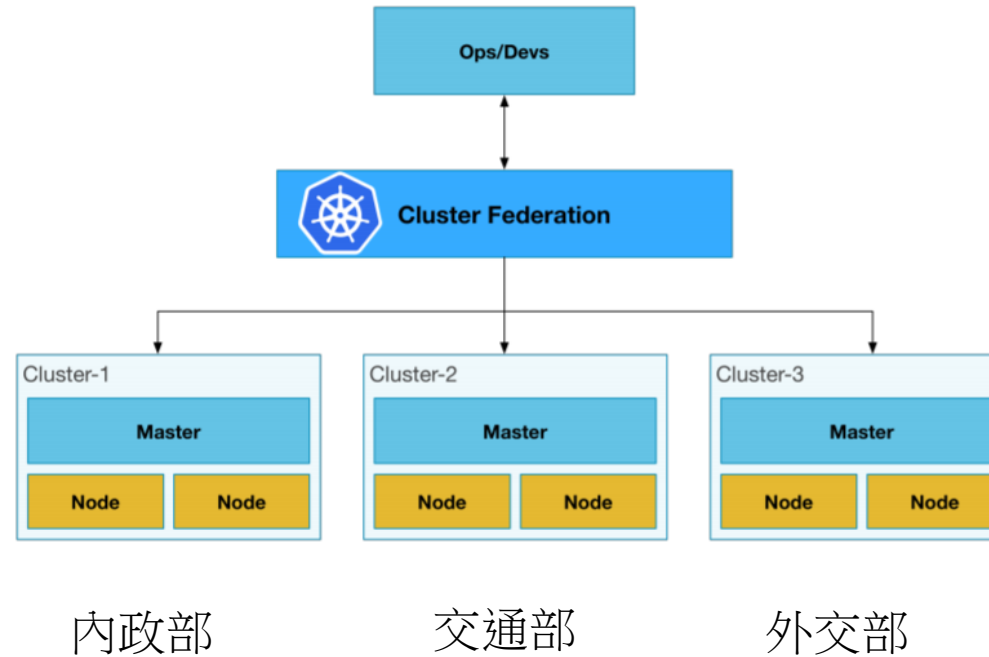 Ops/Devs
Cluster Federation
Cluster-1
Master
Node Node
Cluster-2
Master
Node Node
Cluster-3
Master
Node Node
內政部
交通部
外交部